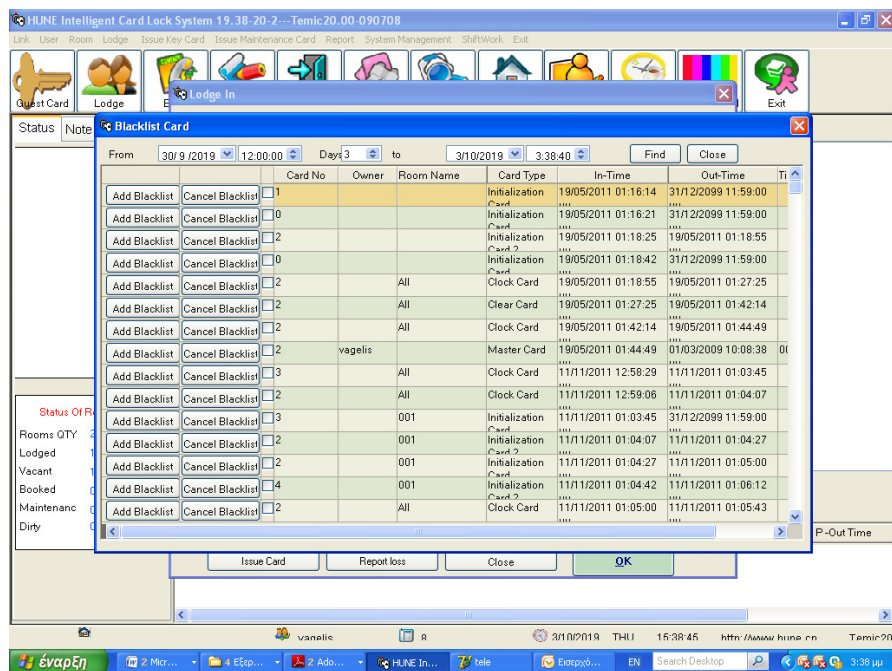 HUNE Intelligent Card Lock System 19.38-20-2---Temic20.00-090708
Link User Room Lodge Issue Key Card Issue Maintenance Card Report System Management ShiftWork Exit
Guest Card Lodge Exit
Lodge In
Status Note
Blacklist Card
From 30/9 /2019 12:00:00 Days 3 to 3/10/2019 3:38:40 Find Close
Card No Owner Room Name Card Type In-Time Out-Time Ti
Add Blacklist Cancel Blacklist 1 Initialization Card 19/05/2011 01:16:14 31/12/2099 11:59:00
Add Blacklist Cancel Blacklist 0 Initialization Card 19/05/2011 01:16:21 31/12/2099 11:59:00
Add Blacklist Cancel Blacklist 2 Initialization Card 2 19/05/2011 01:18:25 19/05/2011 01:18:55
Add Blacklist Cancel Blacklist 0 Initialization Card 19/05/2011 01:18:42 31/12/2099 11:59:00
Add Blacklist Cancel Blacklist 2 All Clock Card 19/05/2011 01:18:55 19/05/2011 01:27:25
Add Blacklist Cancel Blacklist 2 All Clear Card 19/05/2011 01:27:25 19/05/2011 01:42:14
Add Blacklist Cancel Blacklist 2 All Clock Card 19/05/2011 01:42:14 19/05/2011 01:44:49
Add Blacklist Cancel Blacklist 2 vagelis Master Card 19/05/2011 01:44:49 01/03/2009 10:08:38 00
Add Blacklist Cancel Blacklist 3 All Clock Card 11/11/2011 12:58:29 11/11/2011 01:03:45
Add Blacklist Cancel Blacklist 2 All Clock Card 11/11/2011 12:59:06 11/11/2011 01:04:07
Add Blacklist Cancel Blacklist 3 001 Initialization Card 11/11/2011 01:03:45 31/12/2099 11:59:00
Add Blacklist Cancel Blacklist 2 001 Initialization Card 2 11/11/2011 01:04:07 11/11/2011 01:04:27
Add Blacklist Cancel Blacklist 2 001 Initialization Card 11/11/2011 01:04:27 11/11/2011 01:05:00
Add Blacklist Cancel Blacklist 4 001 Initialization Card 2 11/11/2011 01:04:42 11/11/2011 01:06:12
Add Blacklist Cancel Blacklist 2 All Clock Card 11/11/2011 01:05:00 11/11/2011 01:05:43
Status Of R
Rooms QTY 2
Lodged 1
Vacant 1
Booked 0
Maintenanc 0
Dirty 0
P-Out Time
Issue Card Report loss Close OK
vagelis 8 3/10/2019 THU 15:38:45 http://www.hune.cn Temic20
έναρξη 2 Micr... 4 Εξερ... 2 Ado... HUNE In... tele Εισερχό... EN Search Desktop 3:38 μμ